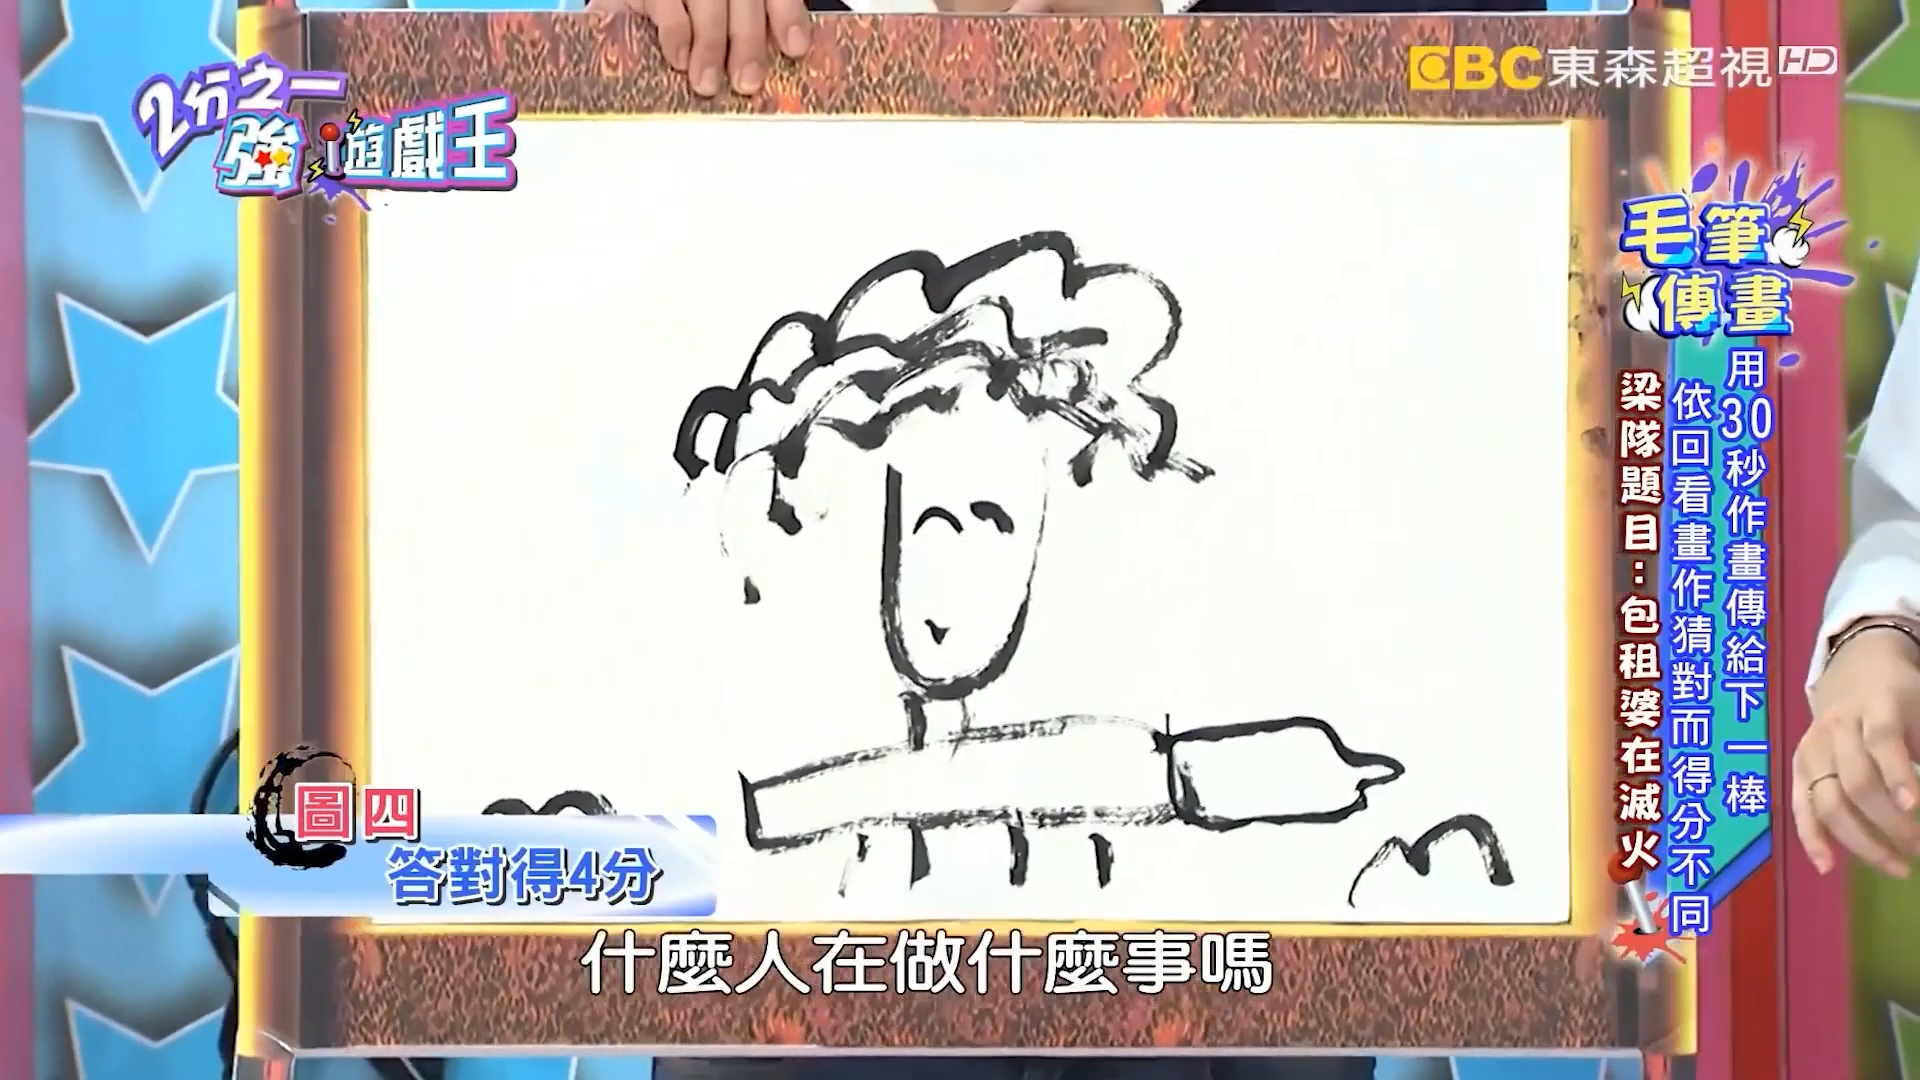 2分之一
強 i遊戲王
EBC東森超視HD
毛筆
傳畫
用30秒作畫傳給下一棒
依回看畫作猜對而得分不同
梁隊題目:包租婆在滅火
圖四
答對得4分
什麼人在做什麼事嗎